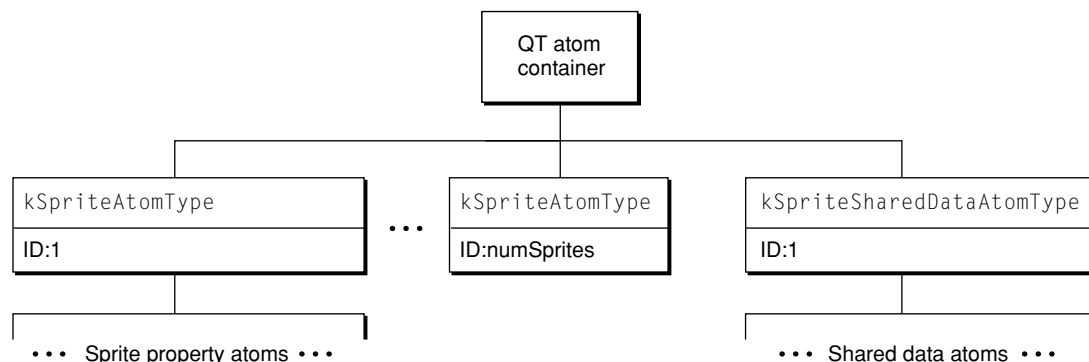 QT atom
container
kSpriteAtomType
ID:1
• • •
kSpriteAtomType
ID:numSprites
kSpriteSharedDataAtomType
ID:1
• • • Sprite property atoms • • •
• • • Shared data atoms • • •